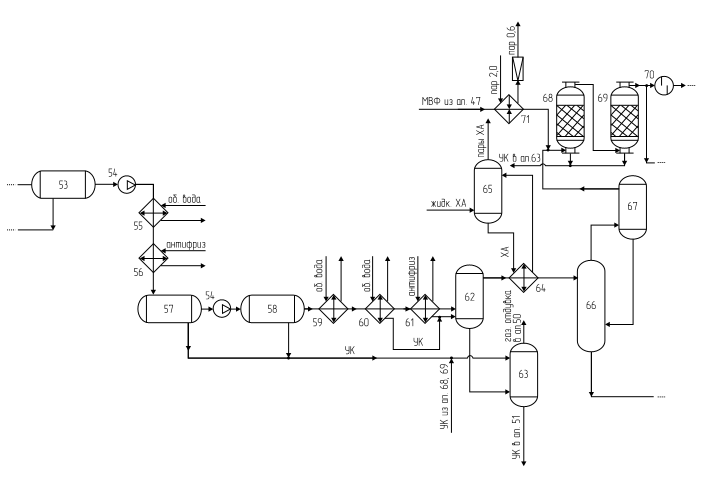 пар 0,6
пар 2,0
МВФ из ап. 47
71
68
69
70
пары ХА
УК в ап.63
65
жидк. ХА
ХА
67
53
54
об. вода
55
антифриз
56
57
54
58
об вода
об вода
антифриз
59
60
61
62
64
66
газ. отдувка
в ап.50
УК
УК
63
УК из ап. 68, 69
УК в ап. 51